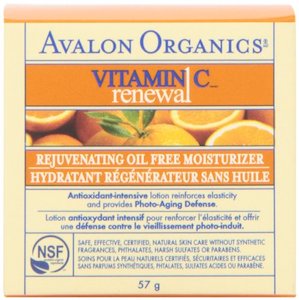 AVALON ORGANICS®
VITAMIN C™
renewal
REJUVENATING OIL FREE MOISTURIZER
HYDRATANT RÉGÉNÉRATEUR SANS HUILE
Antioxidant-intensive lotion reinforces elasticity
and provides Photo-Aging Defense.
Lotion antioxydant intensif pour renforcer l'élasticité et offrir
une défense contre le vieillissement photo-induit.
NSF
SAFE, EFFECTIVE, CERTIFIED, NATURAL SKIN CARE WITHOUT SYNTHETIC
FRAGRANCES, PHTHALATES, HARSH SULFATES OR PARABENS.
SOINS POUR LA PEAU NATURELS CERTIFIÉS, SÉCURITAIRES ET EFFICACES
SANS PARFUMS SYNTHÉTIQUES, PHTALATES, SULFATES ACIDES OU PARABÈNES.
57 g